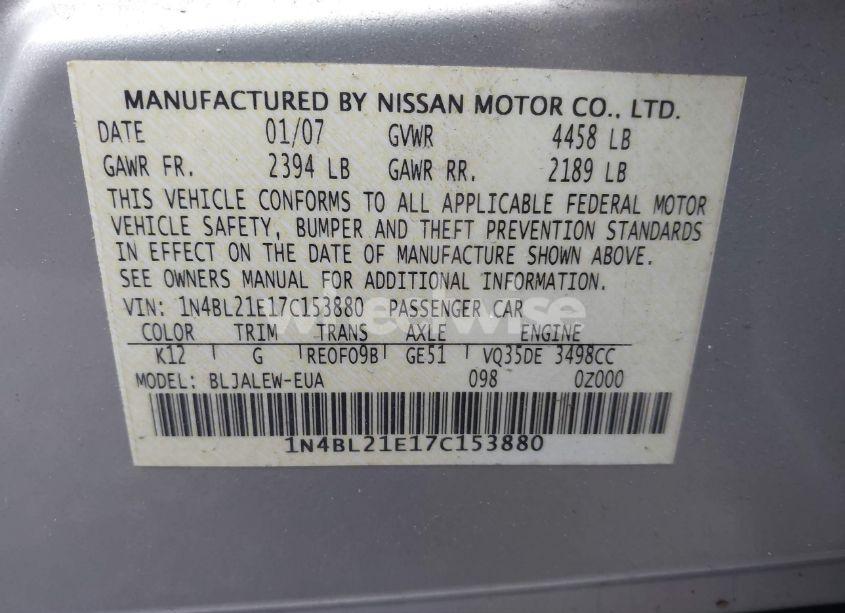 MANUFACTURED BY NISSAN MOTOR CO., LTD.
DATE 01/07 GVWR 4458 LB
GAWR FR. 2394 LB GAWR RR. 2189 LB
THIS VEHICLE CONFORMS TO ALL APPLICABLE FEDERAL MOTOR
VEHICLE SAFETY, BUMPER AND THEFT PREVENTION STANDARDS
IN EFFECT ON THE DATE OF MANUFACTURE SHOWN ABOVE.
SEE OWNERS MANUAL FOR ADDITIONAL INFORMATION.
VIN: 1N4BL21E17C153880 PASSENGER CAR
COLOR TRIM TRANS AXLE ENGINE
K12 G RE0F09B GE51 VQ35DE 3498CC
MODEL: BLJALEW-EUA 098 0Z000
1N4BL21E17C153880